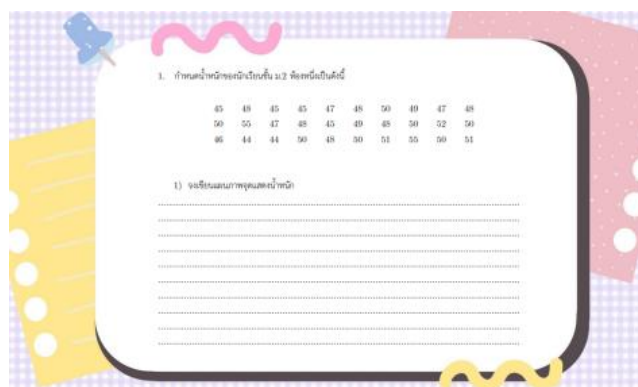 1. กำหนดน้ำหนักของนักเรียนชั้น ม.2 ห้องหนึ่งเป็นดังนี้
45 48 45 45 47 48 50 49 47 48
50 55 47 48 45 49 48 50 52 50
46 44 44 50 48 50 51 55 50 51
1) จงเขียนแผนภาพจุดแสดงน้ำหนัก